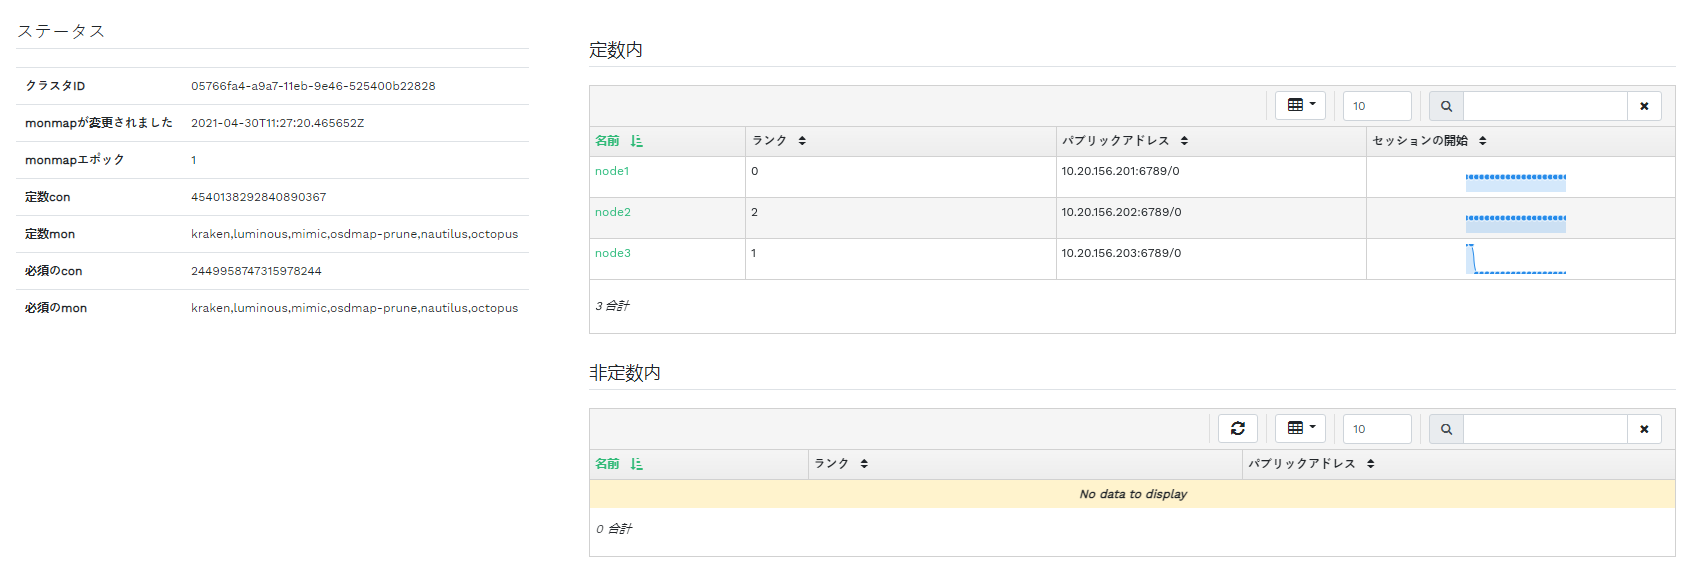 ステータス
クラスタID 05766fa4-a9a7-11eb-9e46-525400b22828
monmapが変更されました 2021-04-30T11:27:20.465652Z
monmapエポック 1
定数con 4540138292840890367
定数mon kraken,luminous,mimic,osdmap-prune,nautilus,octopus
必須のcon 2449958747315978244
必須のmon kraken,luminous,mimic,osdmap-prune,nautilus,octopus
定数内
10
名前 ランク パブリックアドレス セッションの開始
node1 0 10.20.156.201:6789/0
node2 2 10.20.156.202:6789/0
node3 1 10.20.156.203:6789/0
3 合計
非定数内
10
名前 ランク パブリックアドレス
No data to display
0 合計